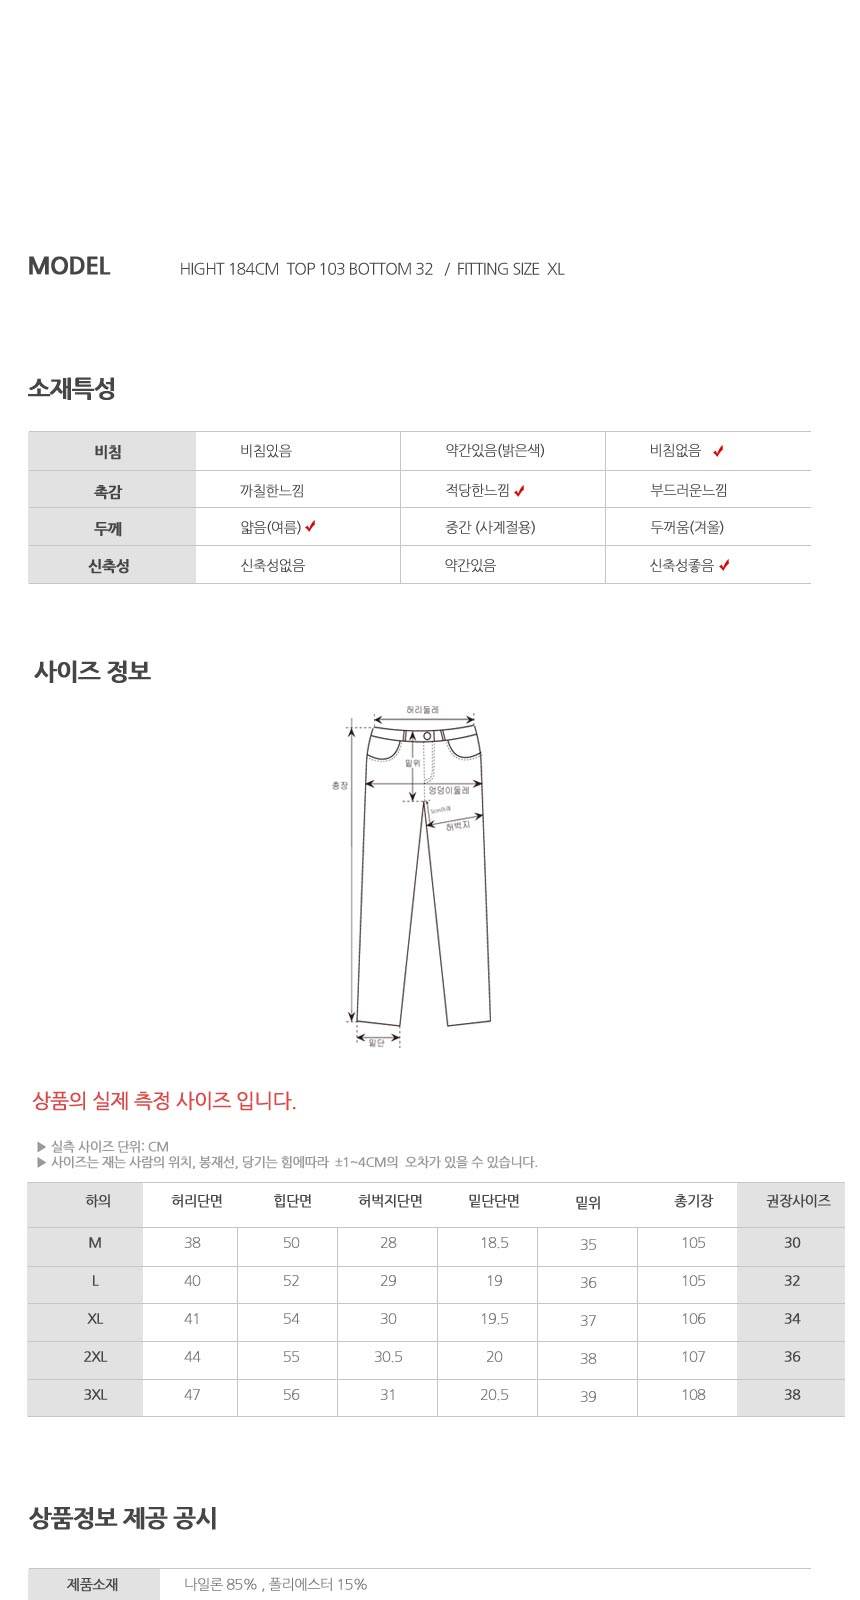 MODEL HIGHT 184CM TOP 103 BOTTOM 32 / FITTING SIZE XL
소재특성
비침 비침있음 약간있음(밝은색) 비침없음
촉감 까칠한느낌 적당한느낌 부드러운느낌
두께 얇음(여름) 중간 (사계절용) 두꺼움(겨울)
신축성 신축성없음 약간있음 신축성좋음
사이즈 정보
허리둘레
밑위
총장
엉덩이둘레
허벅지
밑단
상품의 실제 측정 사이즈 입니다.
▶ 실측 사이즈 단위: CM
▶ 사이즈는 재는 사람의 위치, 봉재선, 당기는 힘에따라 ±1~4CM의 오차가 있을 수 있습니다.
하의 허리단면 힙단면 허벅지단면 밑단단면 밑위 총기장 권장사이즈
M 38 50 28 18.5 35 105 30
L 40 52 29 19 36 105 32
XL 41 54 30 19.5 37 106 34
2XL 44 55 30.5 20 38 107 36
3XL 47 56 31 20.5 39 108 38
상품정보 제공 공시
제품소재 나일론 85% , 폴리에스터 15%